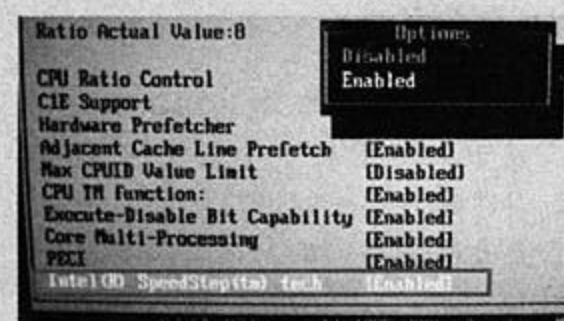 Ratio Actual Value:8
Options
Disabled
Enabled
CPU Ratio Control
C1E Support
Hardware Prefetcher
Adjacent Cache Line Prefetch [Enabled]
Max CPUID Value Limit [Disabled]
CPU TM function: [Enabled]
Execute-Disable Bit Capability [Enabled]
Core Multi-Processing [Enabled]
PECI [Enabled]
Intel(R) SpeedStep(tm) tech [Enabled]